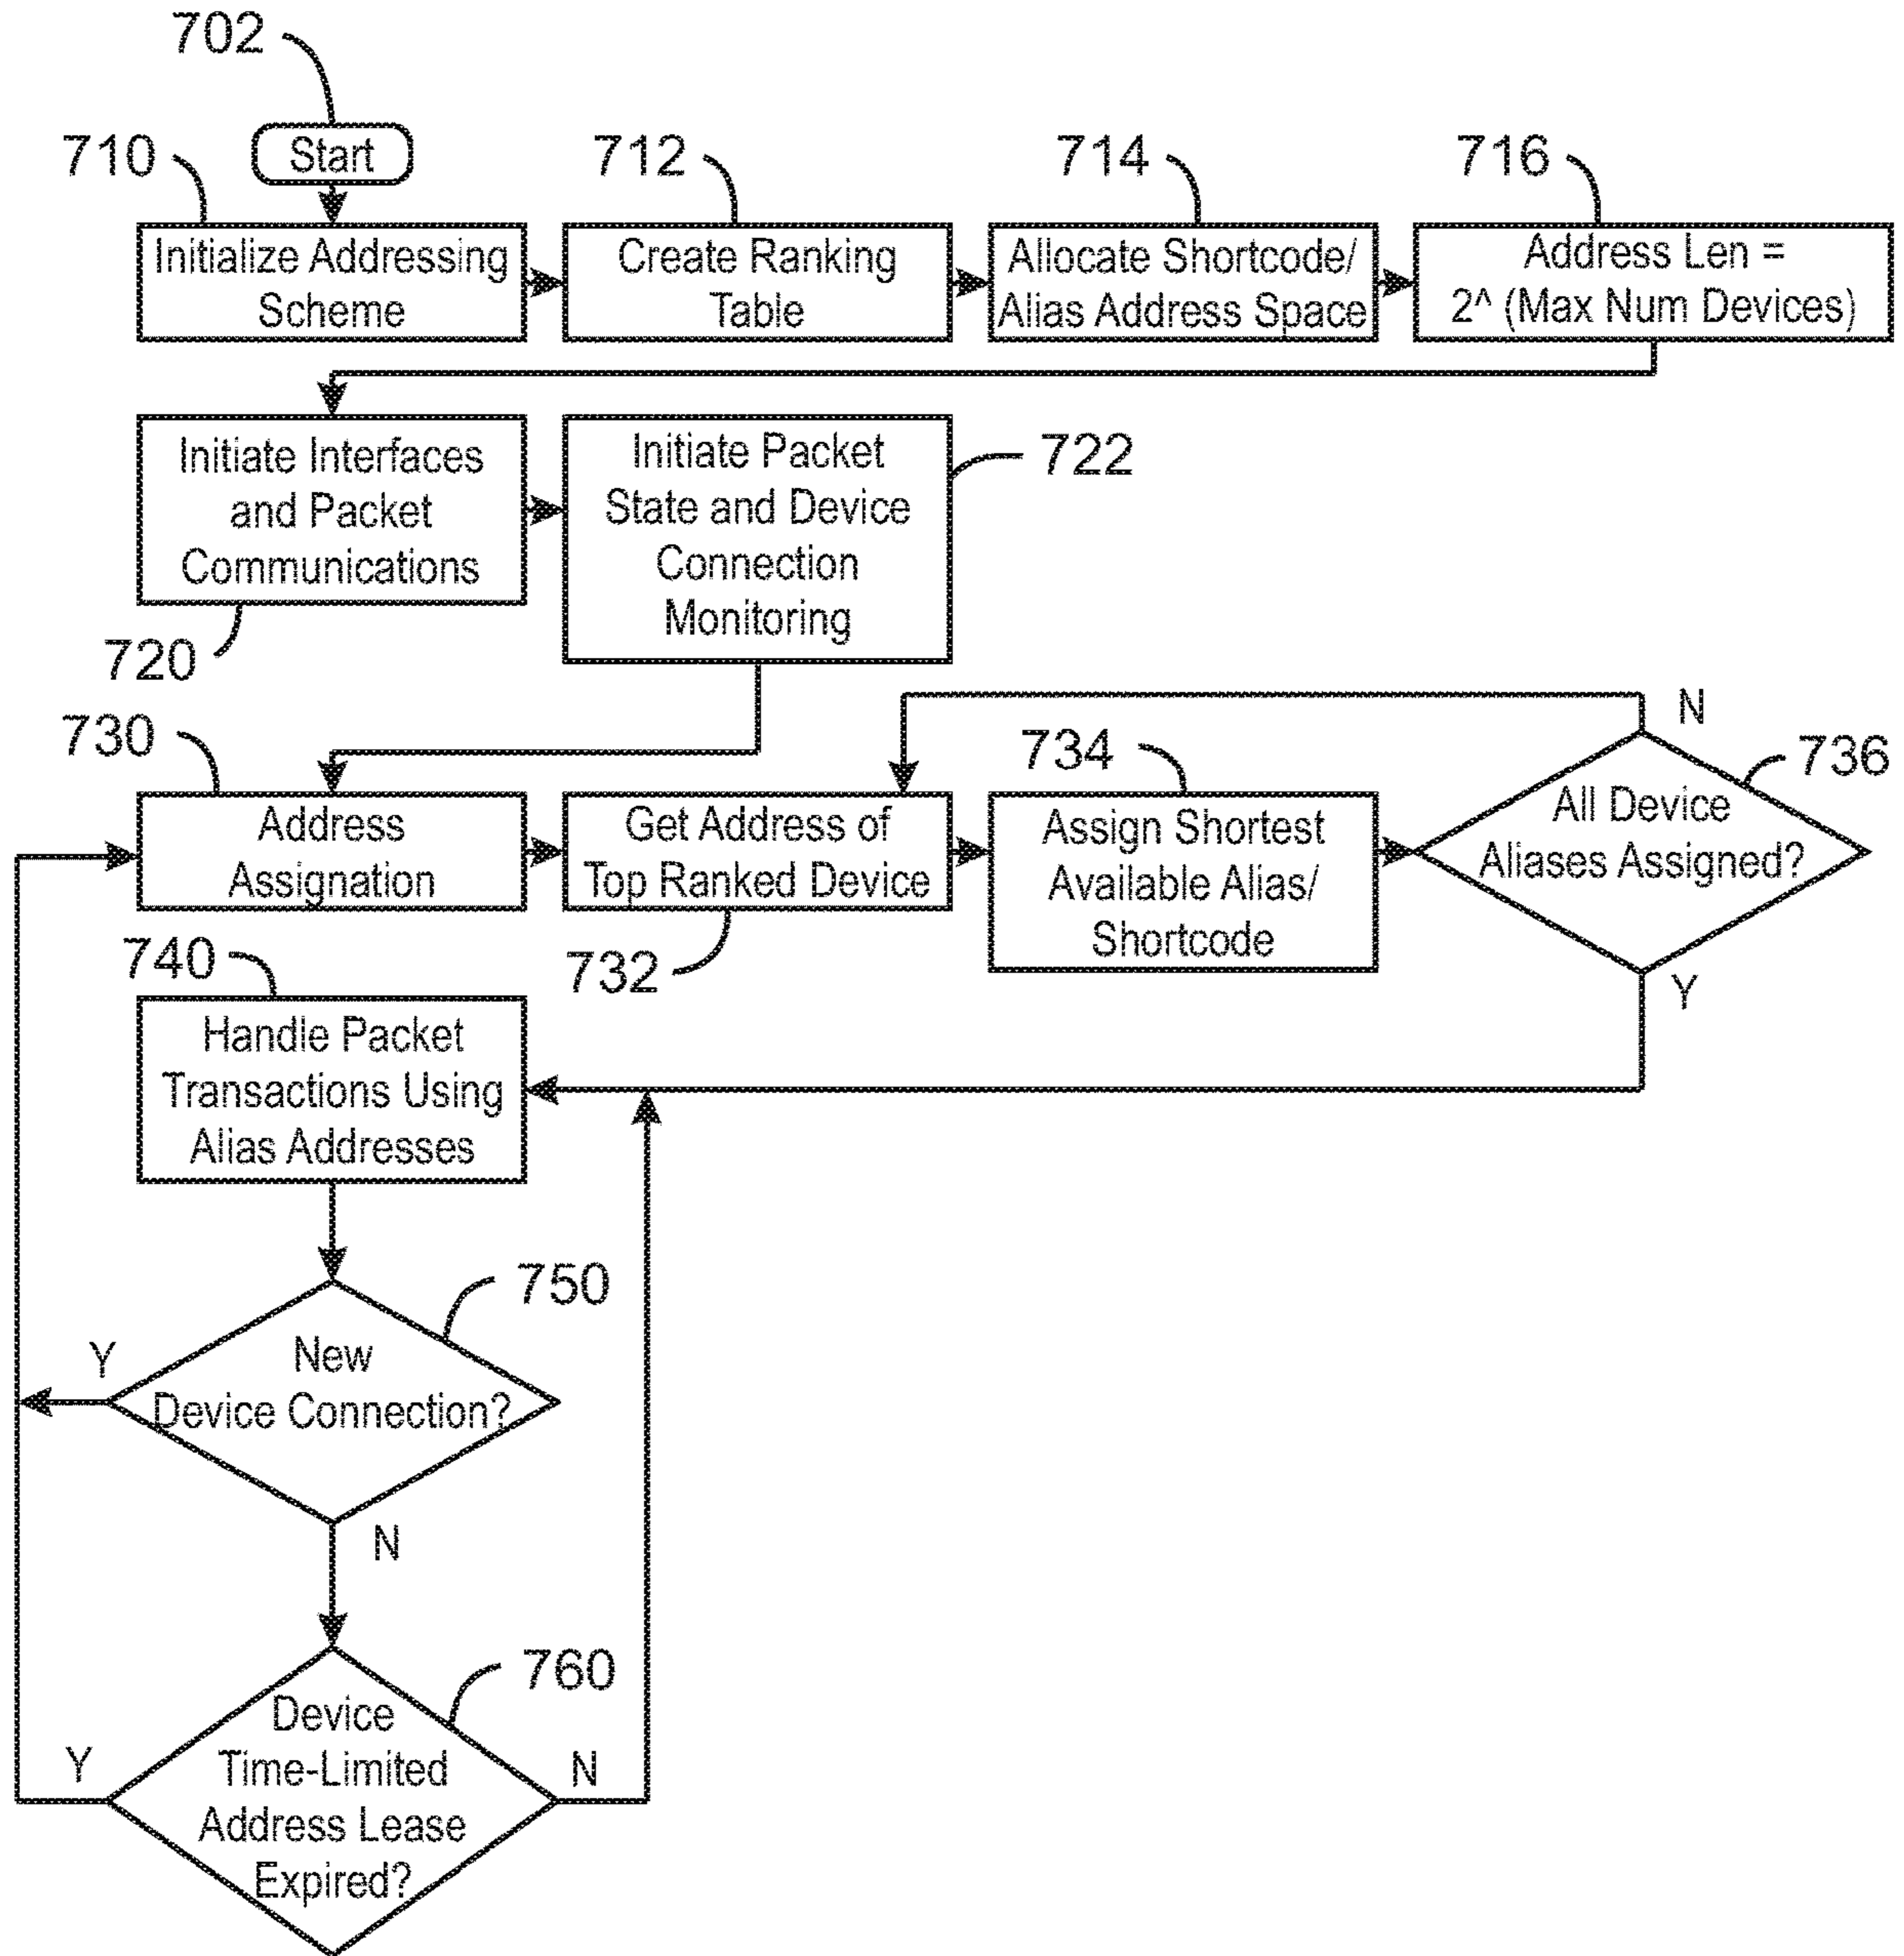 702
710
Start
712
714
716
Initialize Addressing
Scheme
Create Ranking
Table
Allocate Shortcode/
Alias Address Space
Address Len =
2^ (Max Num Devices)
Initiate Interfaces
and Packet
Communications
720
Initiate Packet
State and Device
Connection
Monitoring
722
730
Address
Assignation
Get Address of
Top Ranked Device
732
734
Assign Shortest
Available Alias/
Shortcode
N
736
All Device
Aliases Assigned?
Y
740
Handle Packet
Transactions Using
Alias Addresses
750
Y
New
Device Connection?
N
760
Y
Device
Time-Limited
Address Lease
Expired?
N